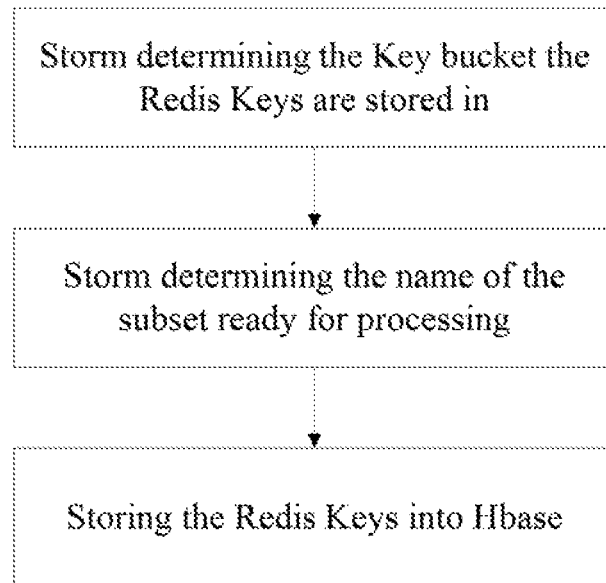 Storm determining the Key bucket the
Redis Keys are stored in
Storm determining the name of the
subset ready for processing
Storing the Redis Keys into Hbase